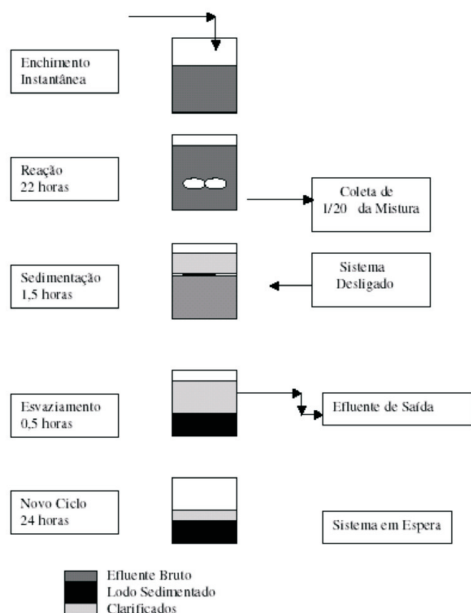 Enchimento
Instantânea
Reação
22 horas
Coleta de
1/20 da Mistura
Sedimentação
1,5 horas
Sistema
Desligado
Esvaziamento
0,5 horas
Efluente de Saída
Novo Ciclo
24 horas
Sistema em Espera
Efluente Bruto
Lodo Sedimentado
Clarificados